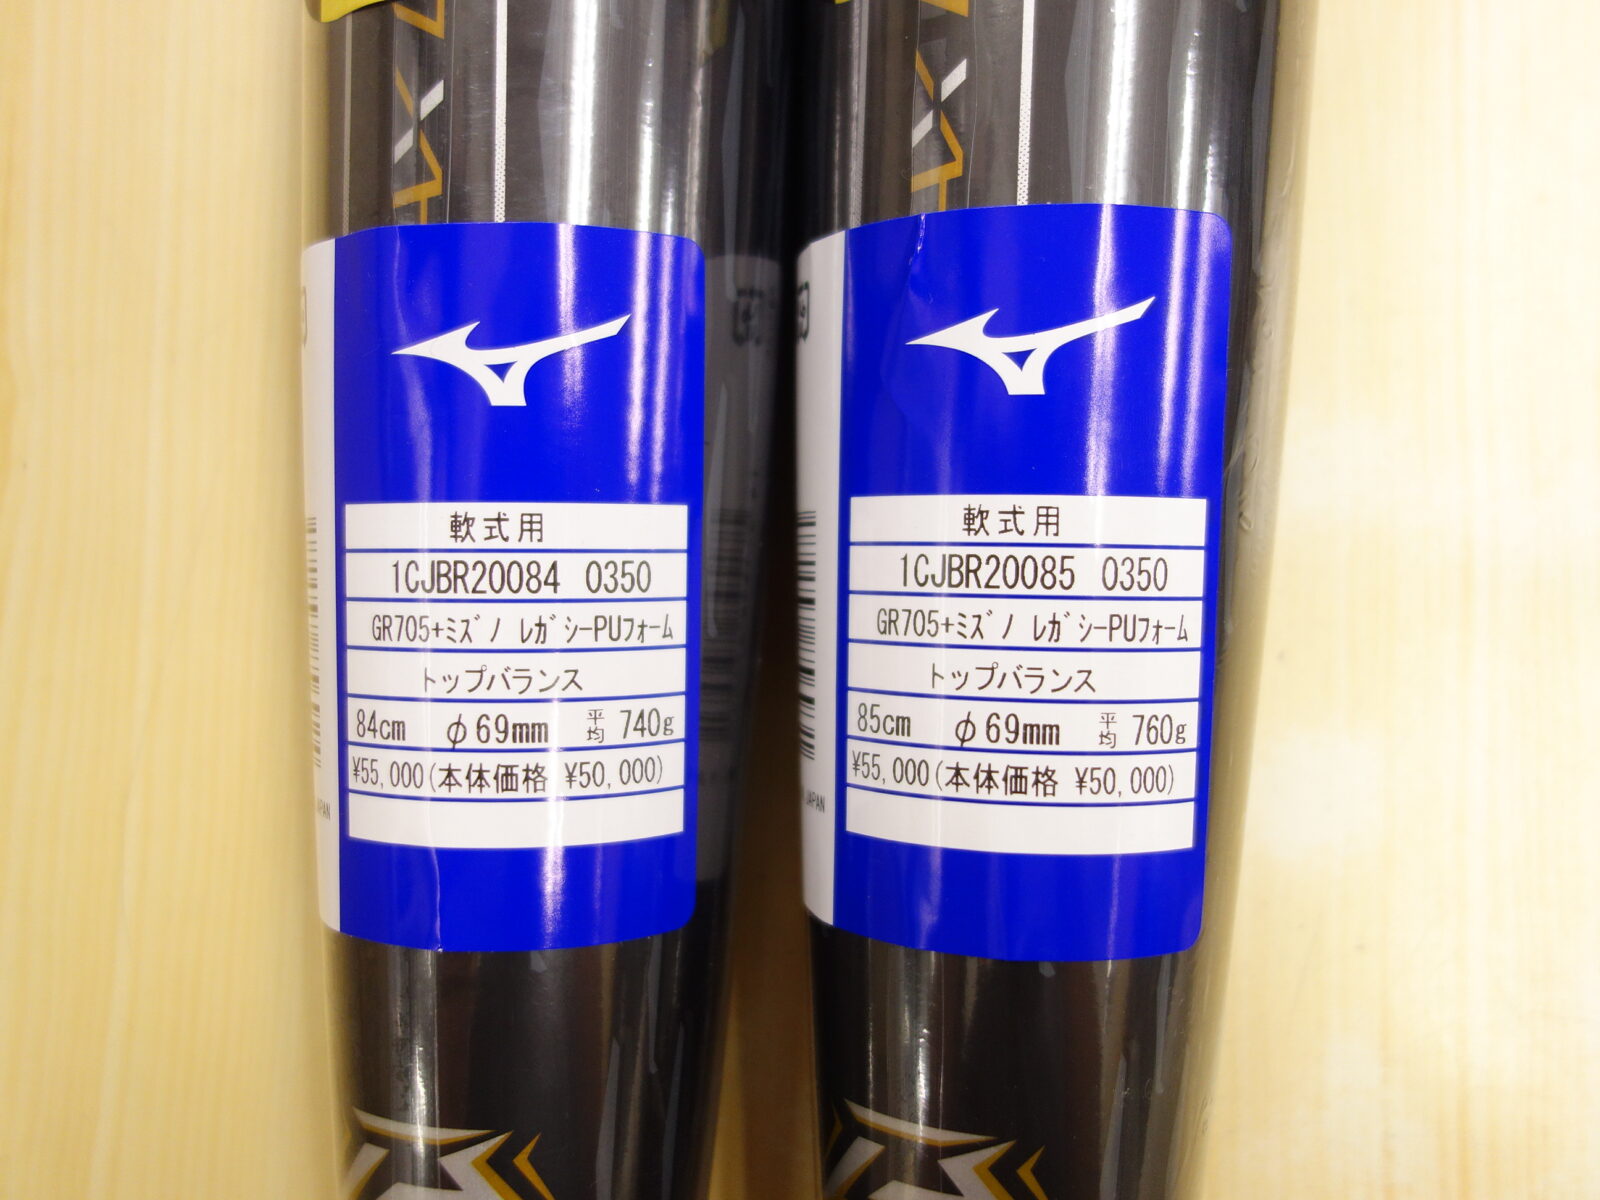 軟式用
1CJBR20084 0350
GR705+ミズノ レガシーPUフォーム
トップバランス
84cm φ69mm 平均 740g
¥55,000(本体価格 ¥50,000)
JAPAN
軟式用
1CJBR20085 0350
GR705+ミズノ レガシーPUフォーム
トップバランス
85cm φ69mm 平均 760g
¥55,000(本体価格 ¥50,000)
JAPAN